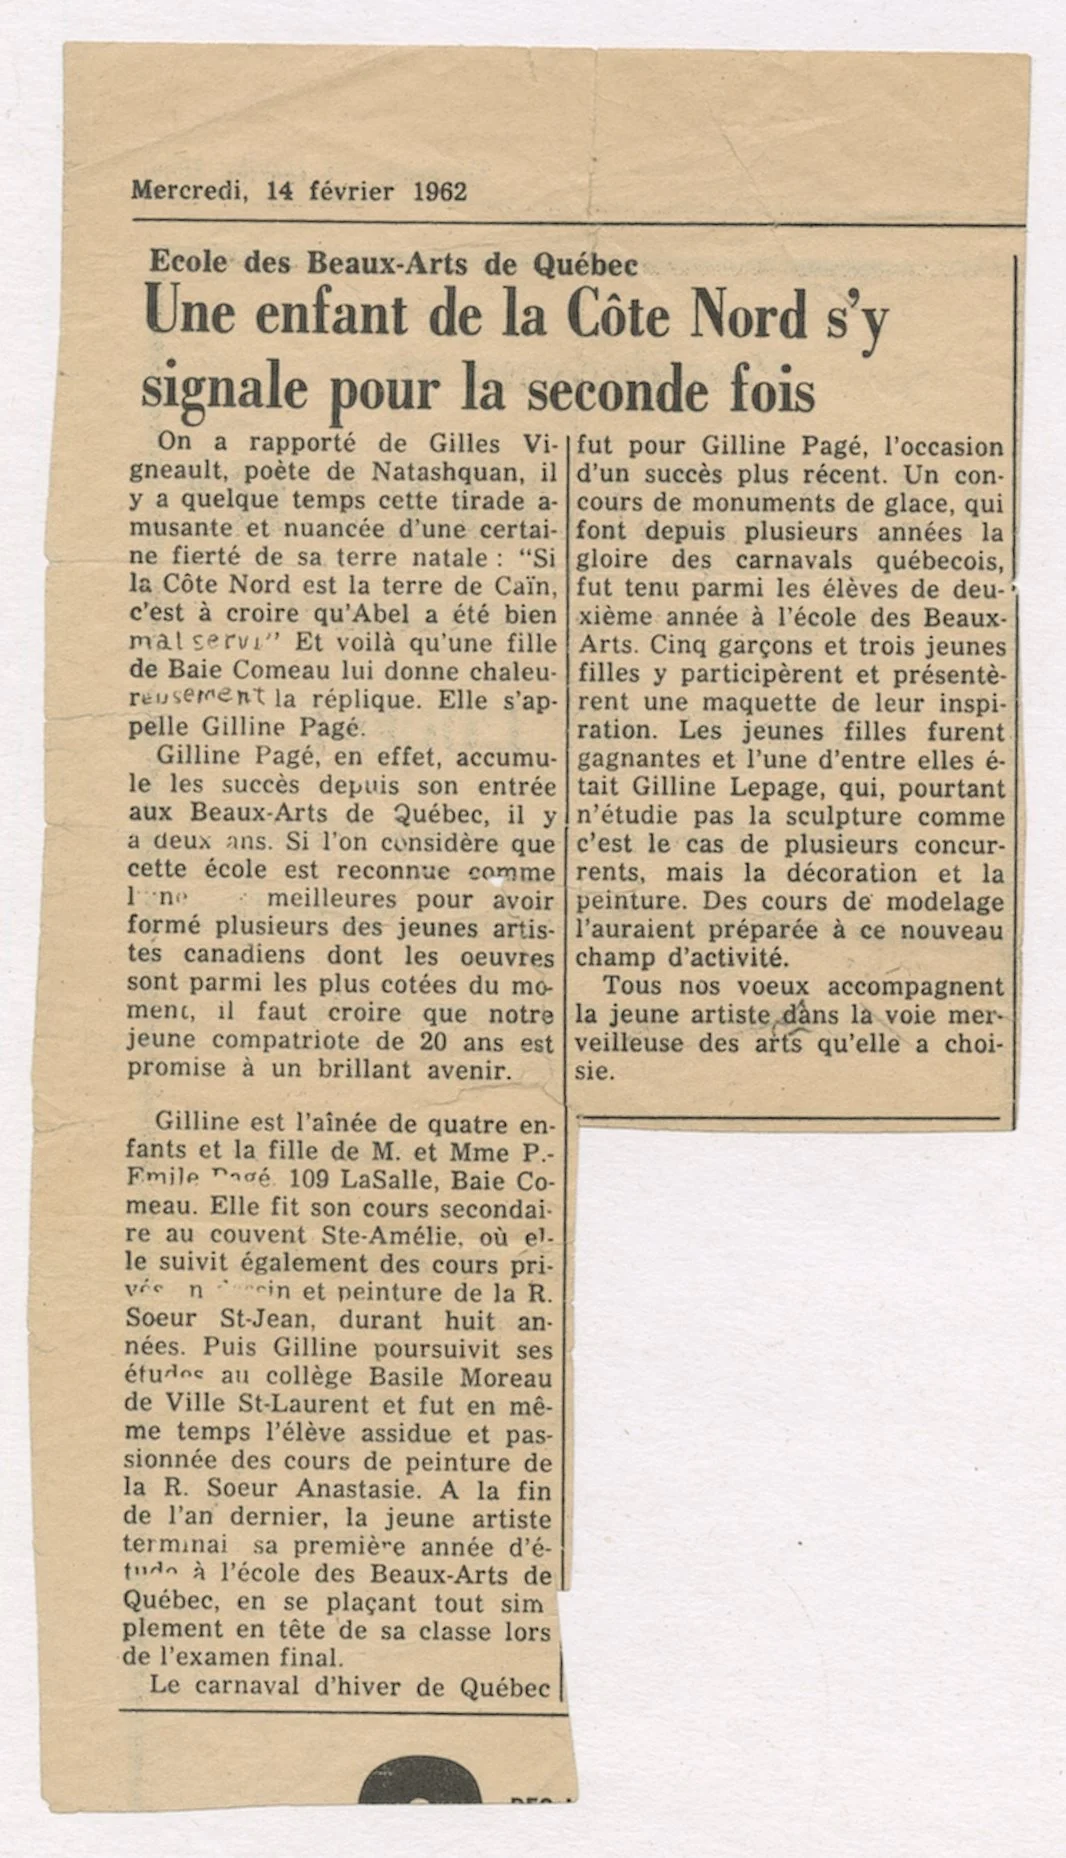 Mercredi, 14 février 1962
Ecole des Beaux-Arts de Québec
Une enfant de la Côte Nord s'y
signale pour la seconde fois
On a rapporté de Gilles Vi-
gneault, poète de Natashquan, il
y a quelque temps cette tirade a-
musante et nuancée d'une certai-
ne fierté de sa terre natale : "Si
la Côte Nord est la terre de Caïn,
c'est à croire qu'Abel a été bien
mal servi" Et voilà qu'une fille
de Baie Comeau lui donne chaleu-
reusement la réplique. Elle s'ap-
pelle Gilline Pagé.
Gilline Pagé, en effet, accumu-
le les succès depuis son entrée
aux Beaux-Arts de Québec, il y
a deux ans. Si l'on considère que
cette école est reconnue comme
meilleures pour avoir
formé plusieurs des jeunes artis-
tes canadiens dont les oeuvres
sont parmi les plus cotées du mo-
ment, il faut croire que notre
jeune compatriote de 20 ans est
promise à un brillant avenir.
Gilline est l'aînée de quatre en-
fants et la fille de M. et Mme P.-
Emile Pagé, 109 LaSalle, Baie Co-
meau. Elle fit son cours secondai-
re au couvent Ste-Amélie, où el-
le suivit également des cours pri-
et peinture de la R.
Soeur St-Jean, durant huit an-
nées. Puis Gilline poursuivit ses
études au collège Basile Moreau
de Ville St-Laurent et fut en mê-
me temps l'élève assidue et pas-
sionnée des cours de peinture de
la R. Soeur Anastasie. A la fin
de l'an dernier, la jeune artiste
terminai sa première année d'é-
tude à l'école des Beaux-Arts de
Québec, en se plaçant tout sim
plement en tête de sa classe lors
de l'examen final.
Le carnaval d'hiver de Québec
fut pour Gilline Pagé, l'occasion
d'un succès plus récent. Un con-
cours de monuments de glace, qui
font depuis plusieurs années la
gloire des carnavals québecois,
fut tenu parmi les élèves de deu-
xième année à l'école des Beaux-
Arts. Cinq garçons et trois jeunes
filles y participèrent et présentè-
rent une maquette de leur inspi-
ration. Les jeunes filles furent
gagnantes et l'une d'entre elles é-
tait Gilline Lepage, qui, pourtant
n'étudie pas la sculpture comme
c'est le cas de plusieurs concur-
rents, mais la décoration et la
peinture. Des cours de modelage
l'auraient préparée à ce nouveau
champ d'activité.
Tous nos voeux accompagnent
la jeune artiste dans la voie mer-
veilleuse des arts qu'elle a choi-
sie.